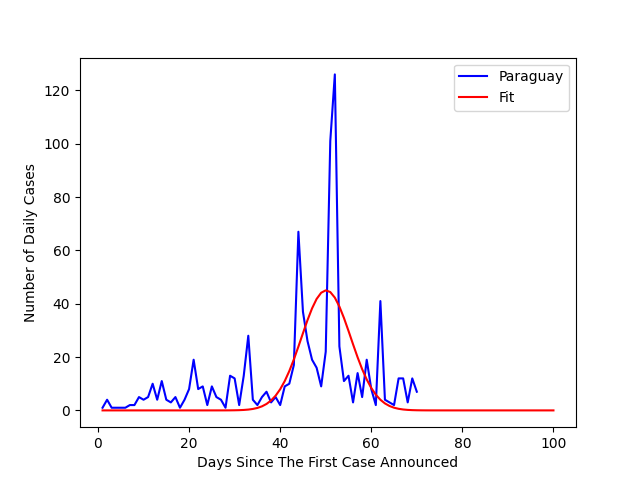 Paraguay
Fit
Number of Daily Cases
120
100
80
60
40
20
0
0 20 40 60 80 100
Days Since The First Case Announced